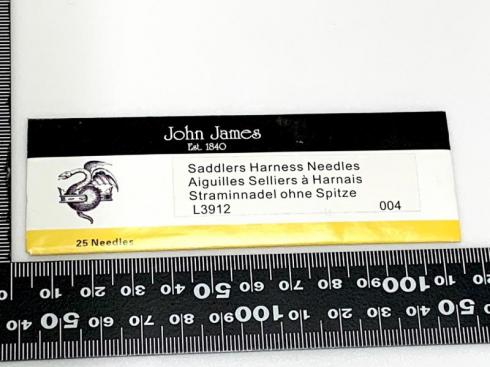 John James
Est. 1840
Saddlers Harness Needles
Aiguilles Selliers à Harnais
Straminnadel ohne Spitze
L3912 004
25 Needles